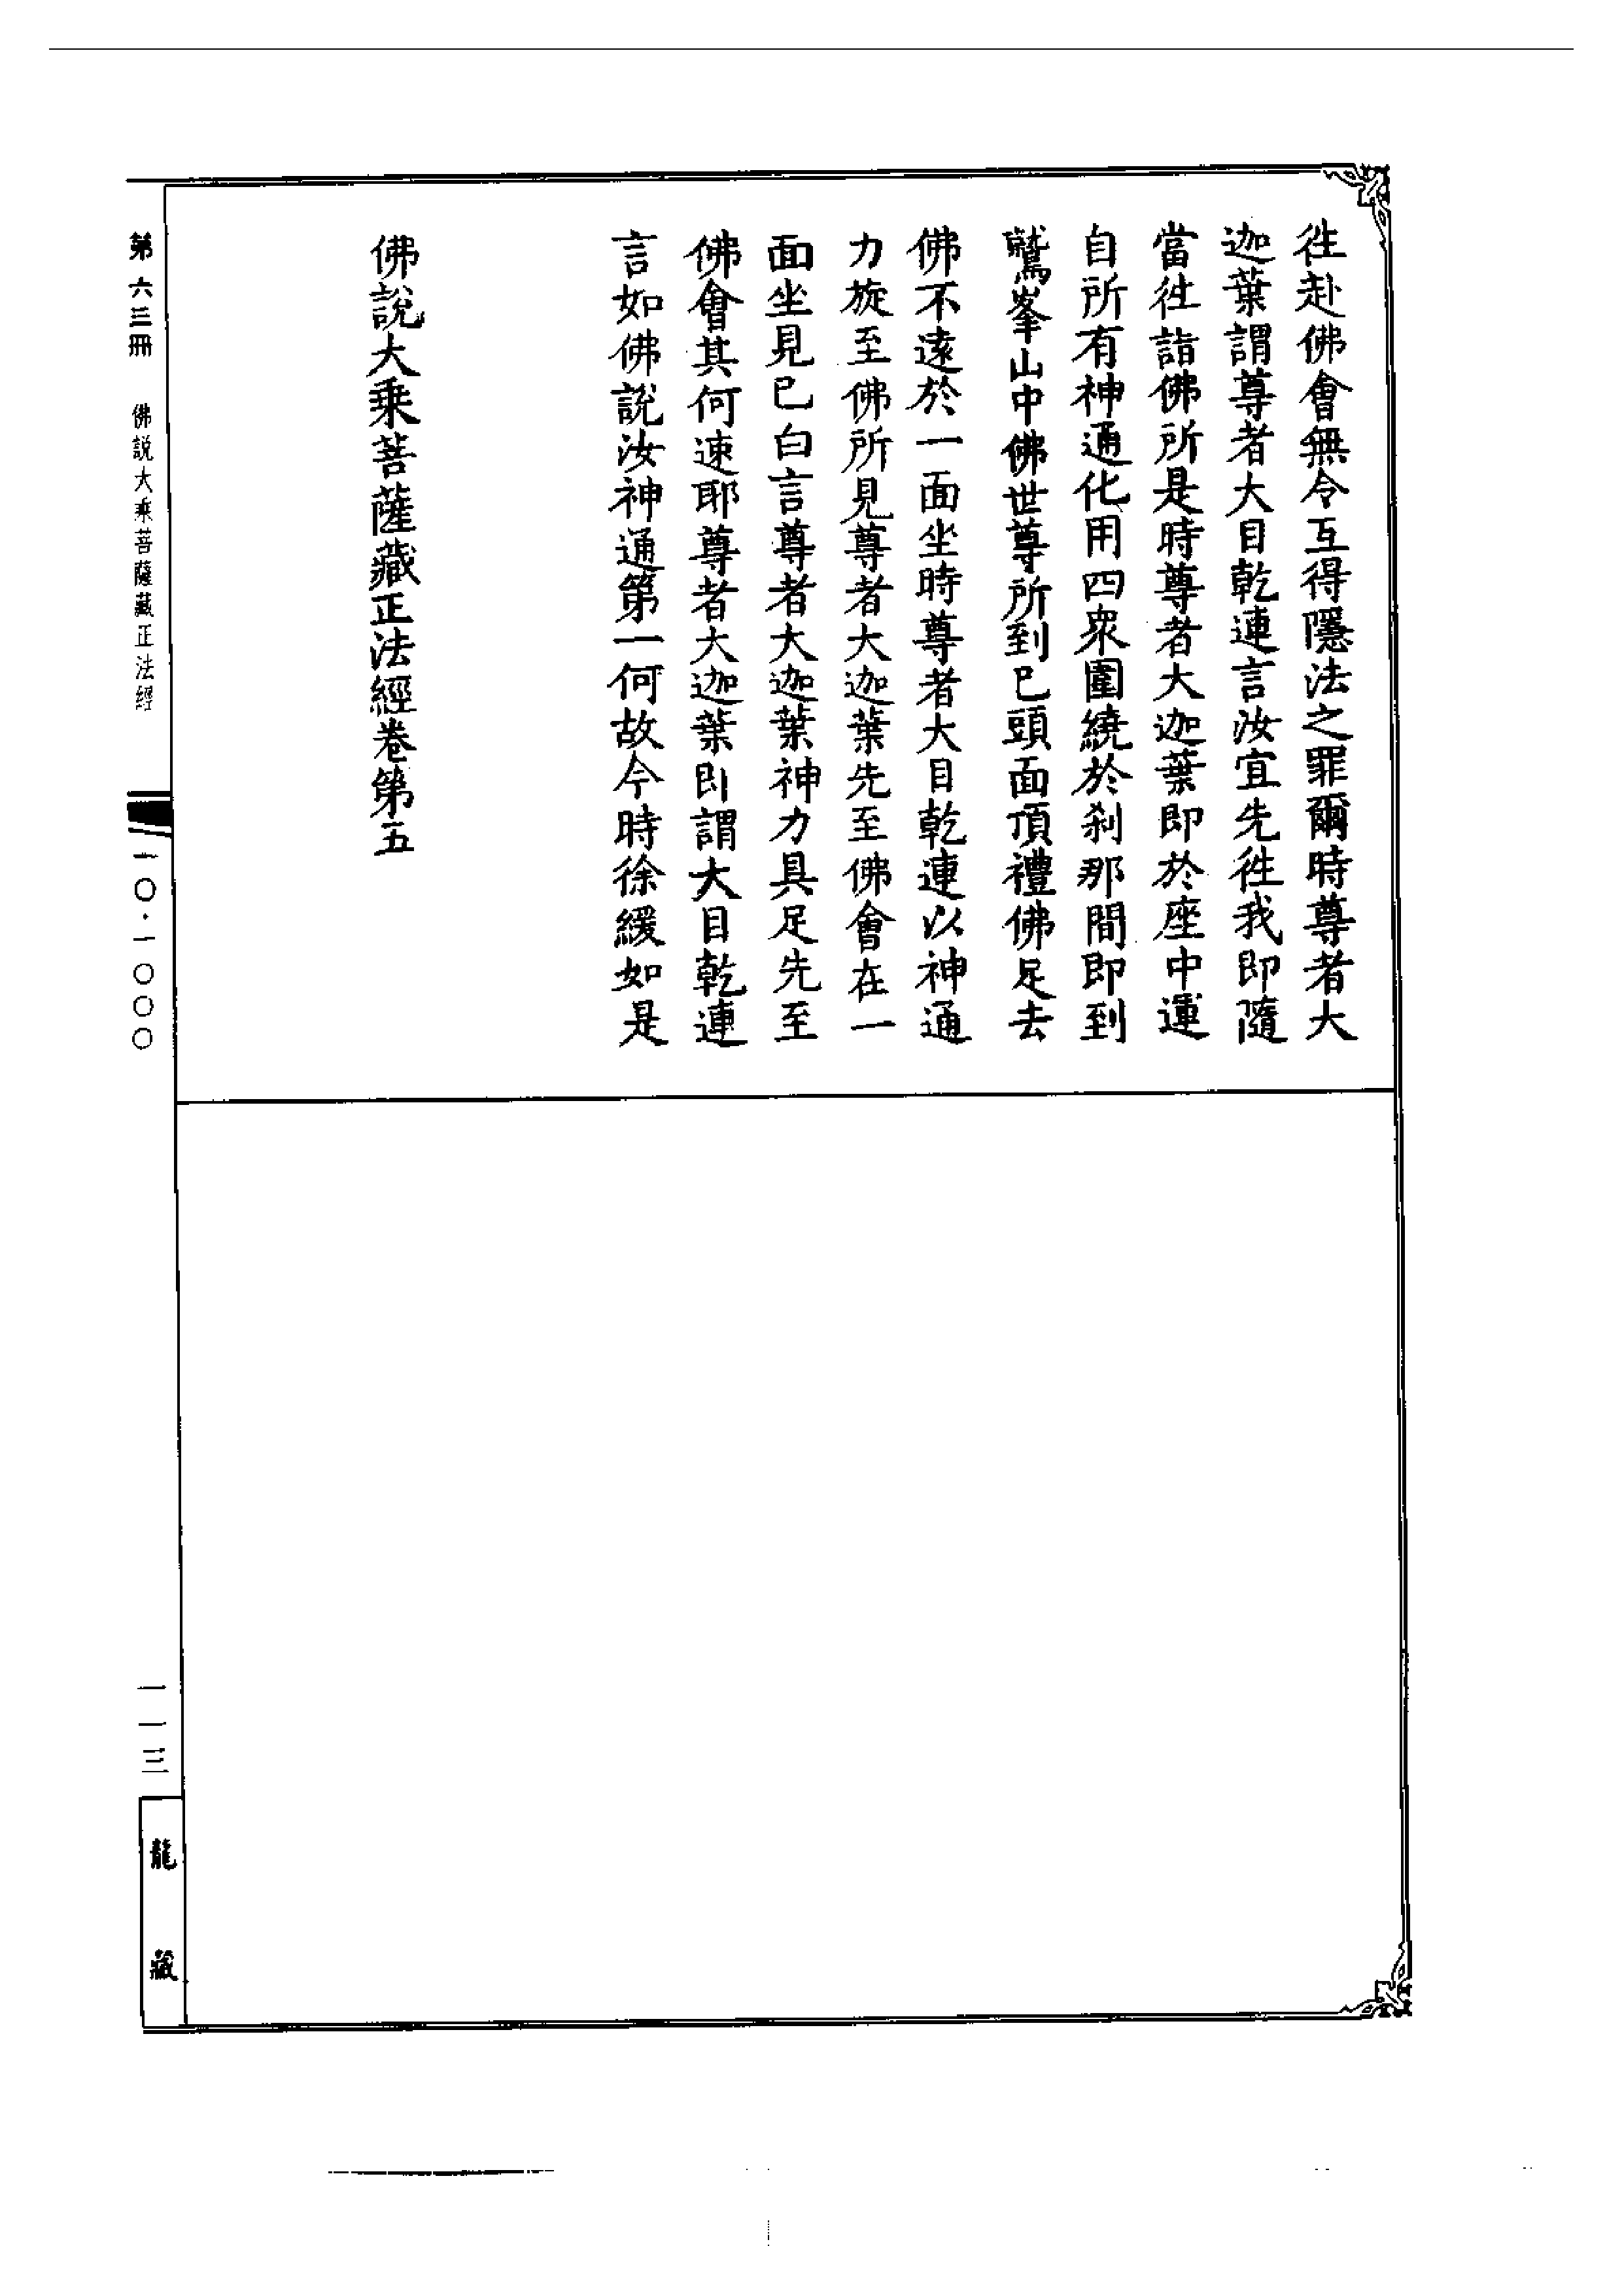 往赴佛會無令互得隱法之罪爾時尊者大
迦葉謂尊者大目乾連言汝宜先往我即隨
當往詣佛所是時尊者大迦葉即於座中運
自所有神通化用四衆圍繞於刹那間即到
鷲峯山中佛世尊所到已頭面頂禮佛足去
佛不遠於一面坐時尊者大目乾連以神通
力旋至佛所見尊者大迦葉先至佛會在一
面坐見已白言尊者大迦葉神力具足先至
佛會其何速耶尊者大迦葉即謂大目乾連
言如佛說汝神通第一何故今時徐緩如是
佛說大乘菩薩藏正法經卷第五
第六三冊 佛說大乘菩薩藏正法經 一〇·一〇〇〇 一一三
龍藏